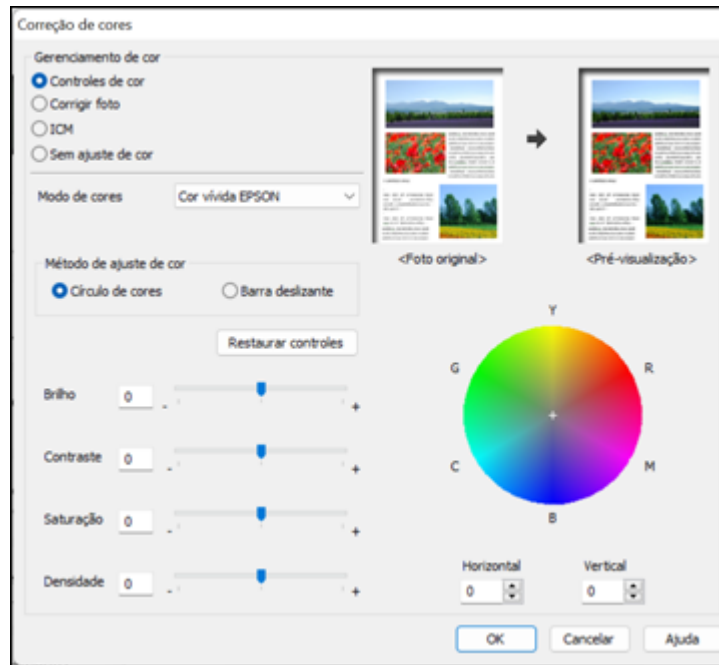 Correção de cores
Gerenciamento de cor
Controles de cor
Corrigir foto
ICM
Sem ajuste de cor
Modo de cores
Cor vívida EPSON
<Foto original>
<Pré-visualização>
Método de ajuste de cor
Círculo de cores
Barra deslizante
Restaurar controles
Brilho
0
-
+
Contraste
0
-
+
Saturação
0
-
+
Densidade
0
-
+
Y
G
R
C
M
B
Horizontal
Vertical
0
0
OK
Cancelar
Ajuda